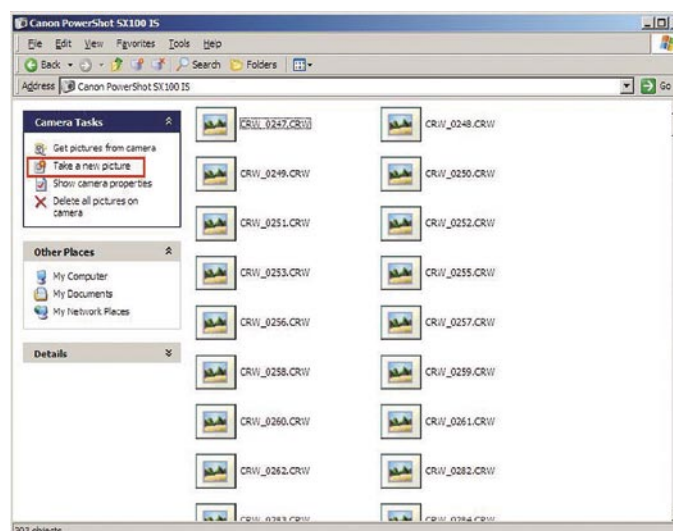 Canon PowerShot SX100 IS
File Edit View Favorites Tools Help
Back Search Folders
Address Canon PowerShot SX100 IS Go
Camera Tasks
Get pictures from camera
Take a new picture
Show camera properties
Delete all pictures on
camera
Other Places
My Computer
My Documents
My Network Places
Details
CRW_0247.CRW CRW_0248.CRW
CRW_0249.CRW CRW_0250.CRW
CRW_0251.CRW CRW_0252.CRW
CRW_0253.CRW CRW_0255.CRW
CRW_0256.CRW CRW_0257.CRW
CRW_0258.CRW CRW_0259.CRW
CRW_0260.CRW CRW_0261.CRW
CRW_0262.CRW CRW_0282.CRW
CRW_0283.CRW CRW_0284.CRW
objects